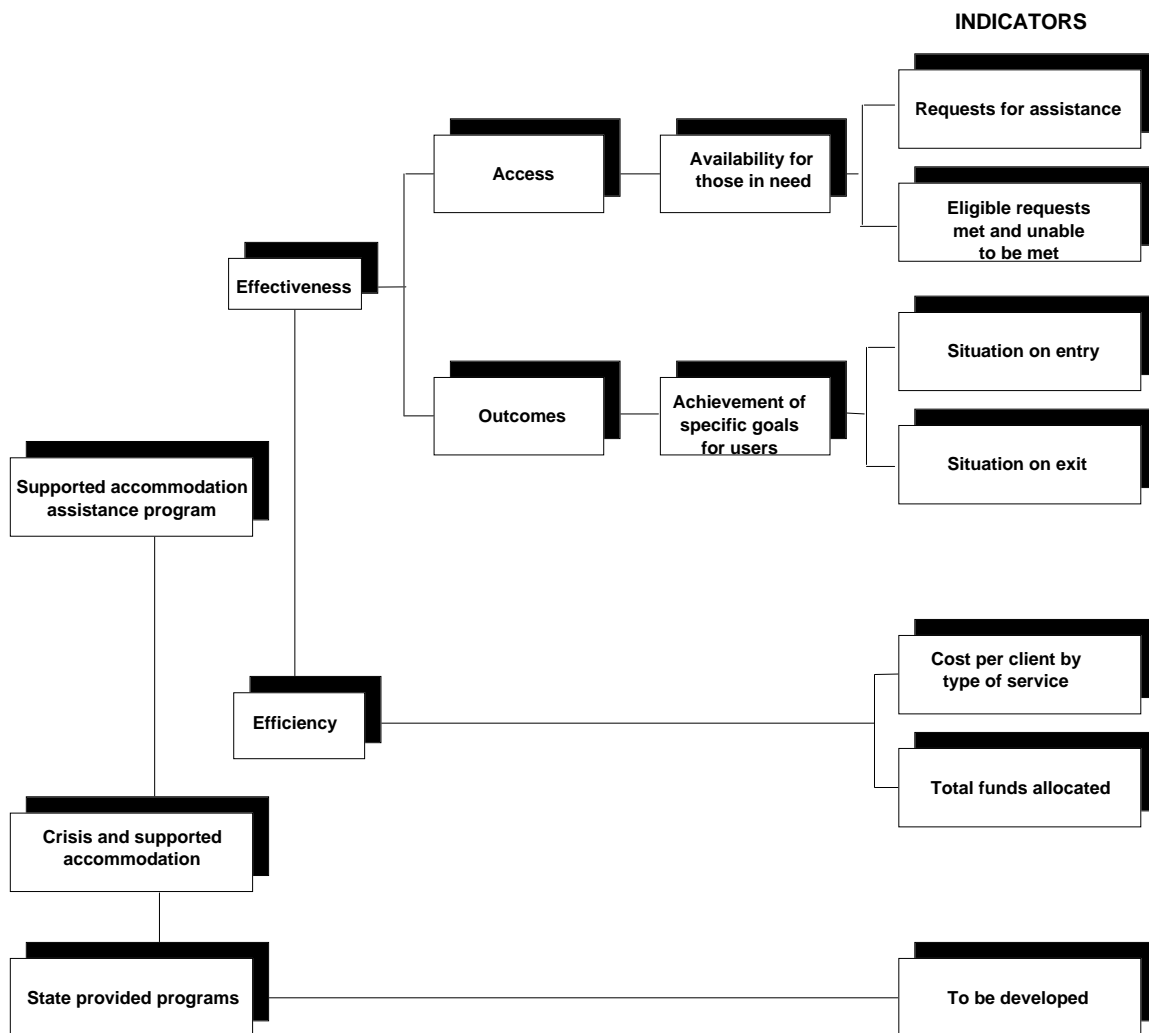 INDICATORS
Requests for assistance
Access
Availability for
those in need
Eligible requests
met and unable
to be met
Effectiveness
Situation on entry
Outcomes
Achievement of
specific goals
for users
Situation on exit
Supported accommodation
assistance program
Cost per client by
type of service
Efficiency
Total funds allocated
Crisis and supported
accommodation
State provided programs
To be developed